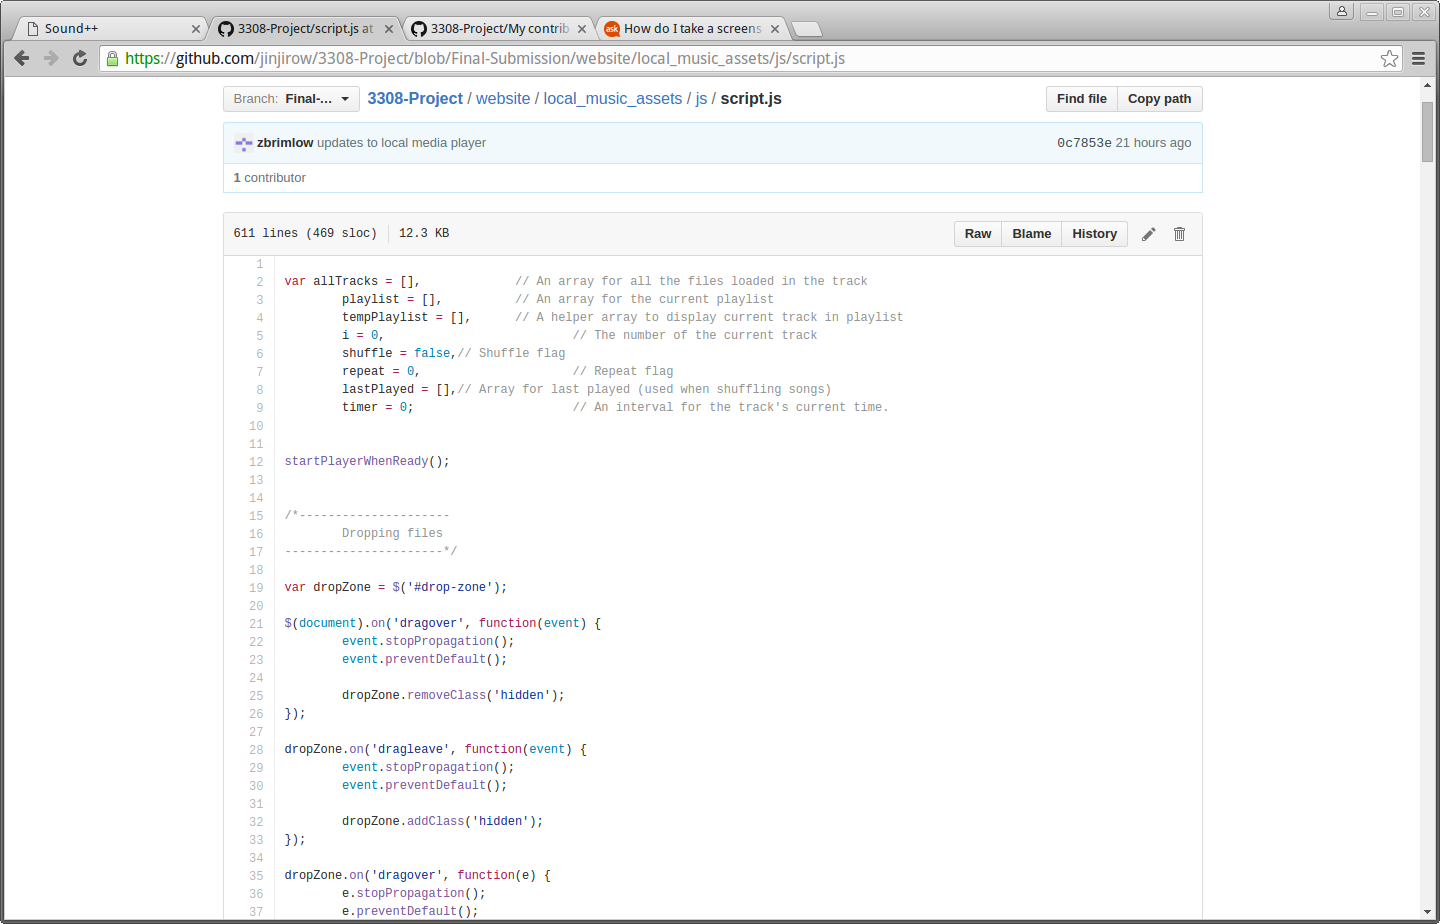 Sound++
3308-Project/script.js at
3308-Project/My contrib
ask
How do I take a screens
https://github.com/jinjirow/3308-Project/blob/Final-Submission/website/local_music_assets/js/script.js
Branch: Final-... 3308-Project / website / local_music_assets / js / script.js Find file Copy path
zbrimlow updates to local media player 0c7853e 21 hours ago
1 contributor
611 lines (469 sloc) 12.3 KB Raw Blame History
1
2 var allTracks = [], // An array for all the files loaded in the track
3 playlist = [], // An array for the current playlist
4 tempPlaylist = [], // A helper array to display current track in playlist
5 i = 0, // The number of the current track
6 shuffle = false,// Shuffle flag
7 repeat = 0, // Repeat flag
8 lastPlayed = [],// Array for last played (used when shuffling songs)
9 timer = 0; // An interval for the track's current time.
10
11
12 startPlayerWhenReady();
13
14
15 /*---------------------
16 Dropping files
17 ----------------------*/
18
19 var dropZone = $('#drop-zone');
20
21 $(document).on('dragover', function(event) {
22 event.stopPropagation();
23 event.preventDefault();
24
25 dropZone.removeClass('hidden');
26 });
27
28 dropZone.on('dragleave', function(event) {
29 event.stopPropagation();
30 event.preventDefault();
31
32 dropZone.addClass('hidden');
33 });
34
35 dropZone.on('dragover', function(e) {
36 e.stopPropagation();
37 e.preventDefault();